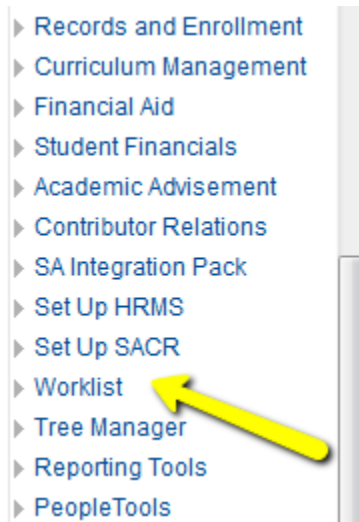 Records and Enrollment
Curriculum Management
Financial Aid
Student Financials
Academic Advisement
Contributor Relations
SA Integration Pack
Set Up HRMS
Set Up SACR
Worklist
Tree Manager
Reporting Tools
PeopleTools